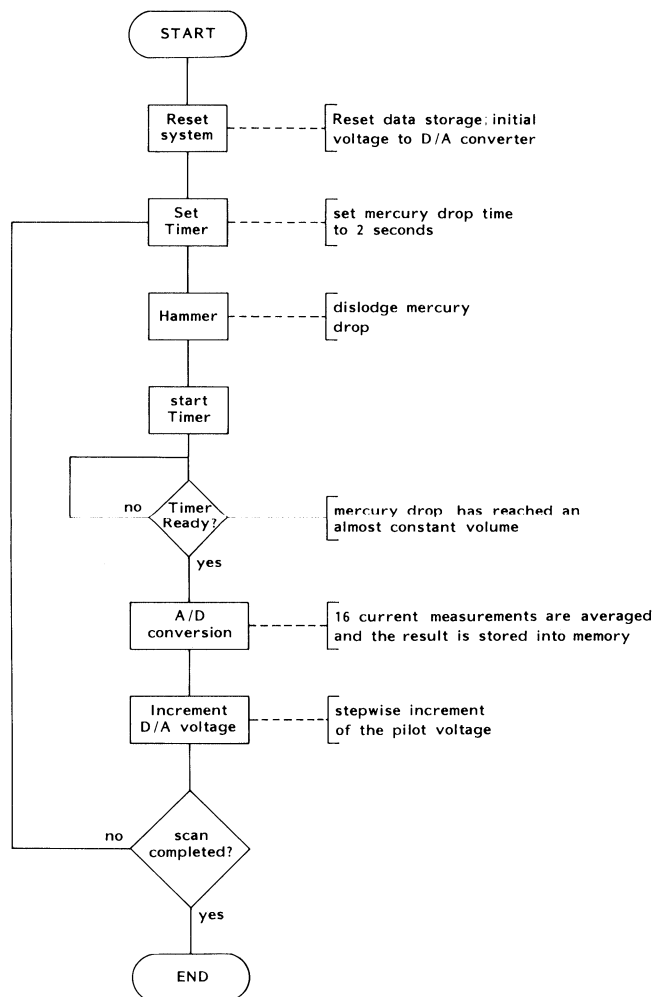 START
Reset
system
Reset data storage; initial
voltage to D/A converter
Set
Timer
set mercury drop time
to 2 seconds
Hammer
dislodge mercury
drop
start
Timer
no
Timer
Ready?
mercury drop has reached an
almost constant volume
yes
A/D
conversion
16 current measurements are averaged
and the result is stored into memory
Increment
D/A voltage
stepwise increment
of the pilot voltage
no
scan
completed?
yes
END